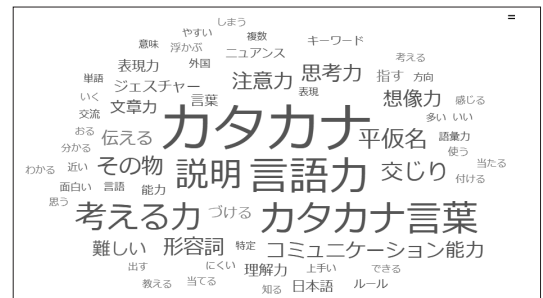 しまう
やすい 複数 キーワード
意味 浮かぶ ニュアンス
表現力 外国 考える
単語 ジェスチャー 注意力 思考力 指す 方向
いく 文章力 言葉 表現 想像力 感じる
交流 カタカナ 多い いい
おる 伝える 平仮名 語彙力
分かる 使う
わかる 近い その物 説明 言語力 交じり 当たる
面白い 言語 能力 付ける
思う 考える力 づける カタカナ言葉
難しい 形容詞 特定 コミュニケーション能力
出す にくい 理解力 上手い できる
教える 当てる 知る 日本語 ルール